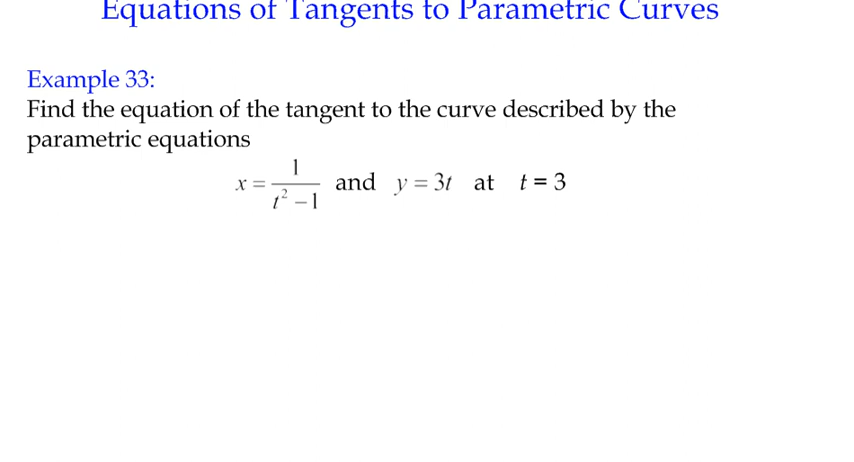 Equations of Tangents to Parametric Curves
Example 33:
Find the equation of the tangent to the curve described by the
parametric equations
x = 1/(t² − 1) and y = 3t at t = 3